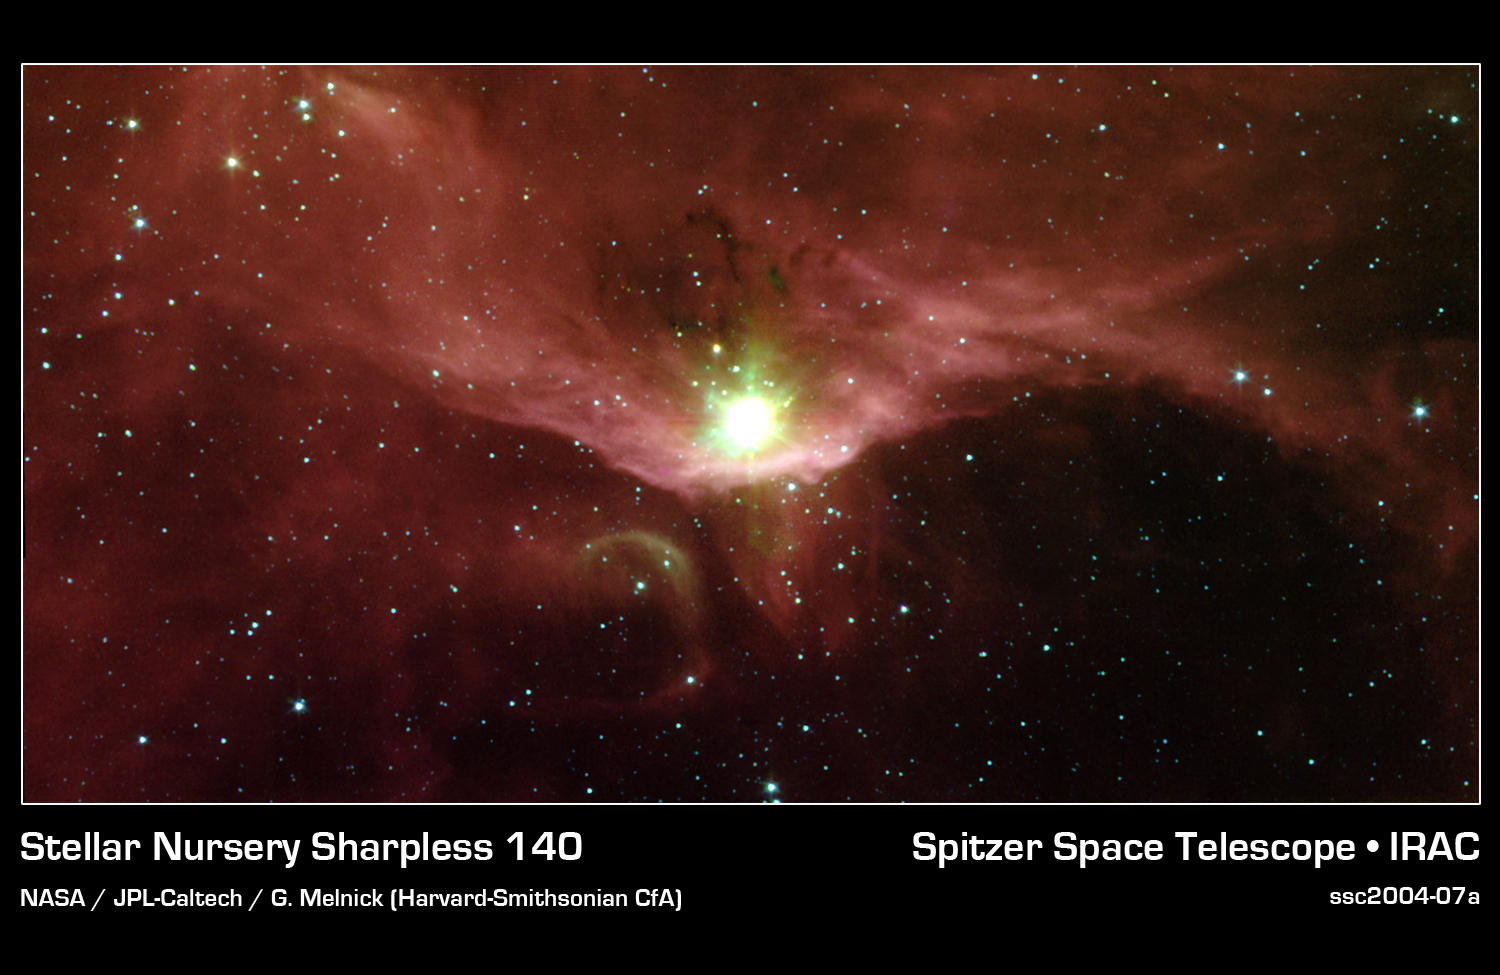 Stellar Nursery Sharpless 140
Spitzer Space Telescope • IRAC
NASA / JPL-Caltech / G. Melnick (Harvard-Smithsonian CfA)
ssc2004-07a